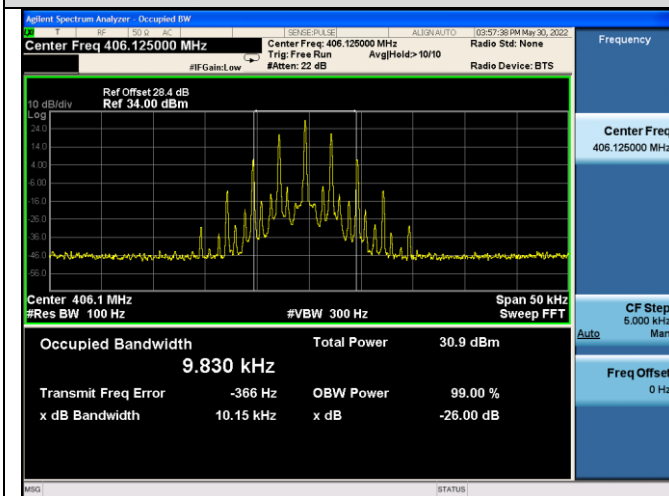 Agilent Spectrum Analyzer - Occupied BW
T RF 50 Ω AC SENSE:PULSE ALIGN AUTO 03:57:38 PM May 30, 2022
Center Freq 406.125000 MHz
Center Freq: 406.125000 MHz
Radio Std: None
Trig: Free Run Avg|Hold:> 10/10
#IFGain:Low #Atten: 22 dB Radio Device: BTS
Ref Offset 28.4 dB
10 dB/div Ref 34.00 dBm
Log
24.0
14.0
4.00
-6.00
-16.0
-26.0
-36.0
-46.0
-56.0
Center 406.1 MHz Span 50 kHz
#Res BW 100 Hz #VBW 300 Hz Sweep FFT
Occupied Bandwidth Total Power 30.9 dBm
9.830 kHz
Transmit Freq Error -366 Hz OBW Power 99.00 %
x dB Bandwidth 10.15 kHz x dB -26.00 dB
Frequency
Center Freq
406.125000 MHz
CF Step
5.000 kHz
Auto Man
Freq Offset
0 Hz
MSG STATUS